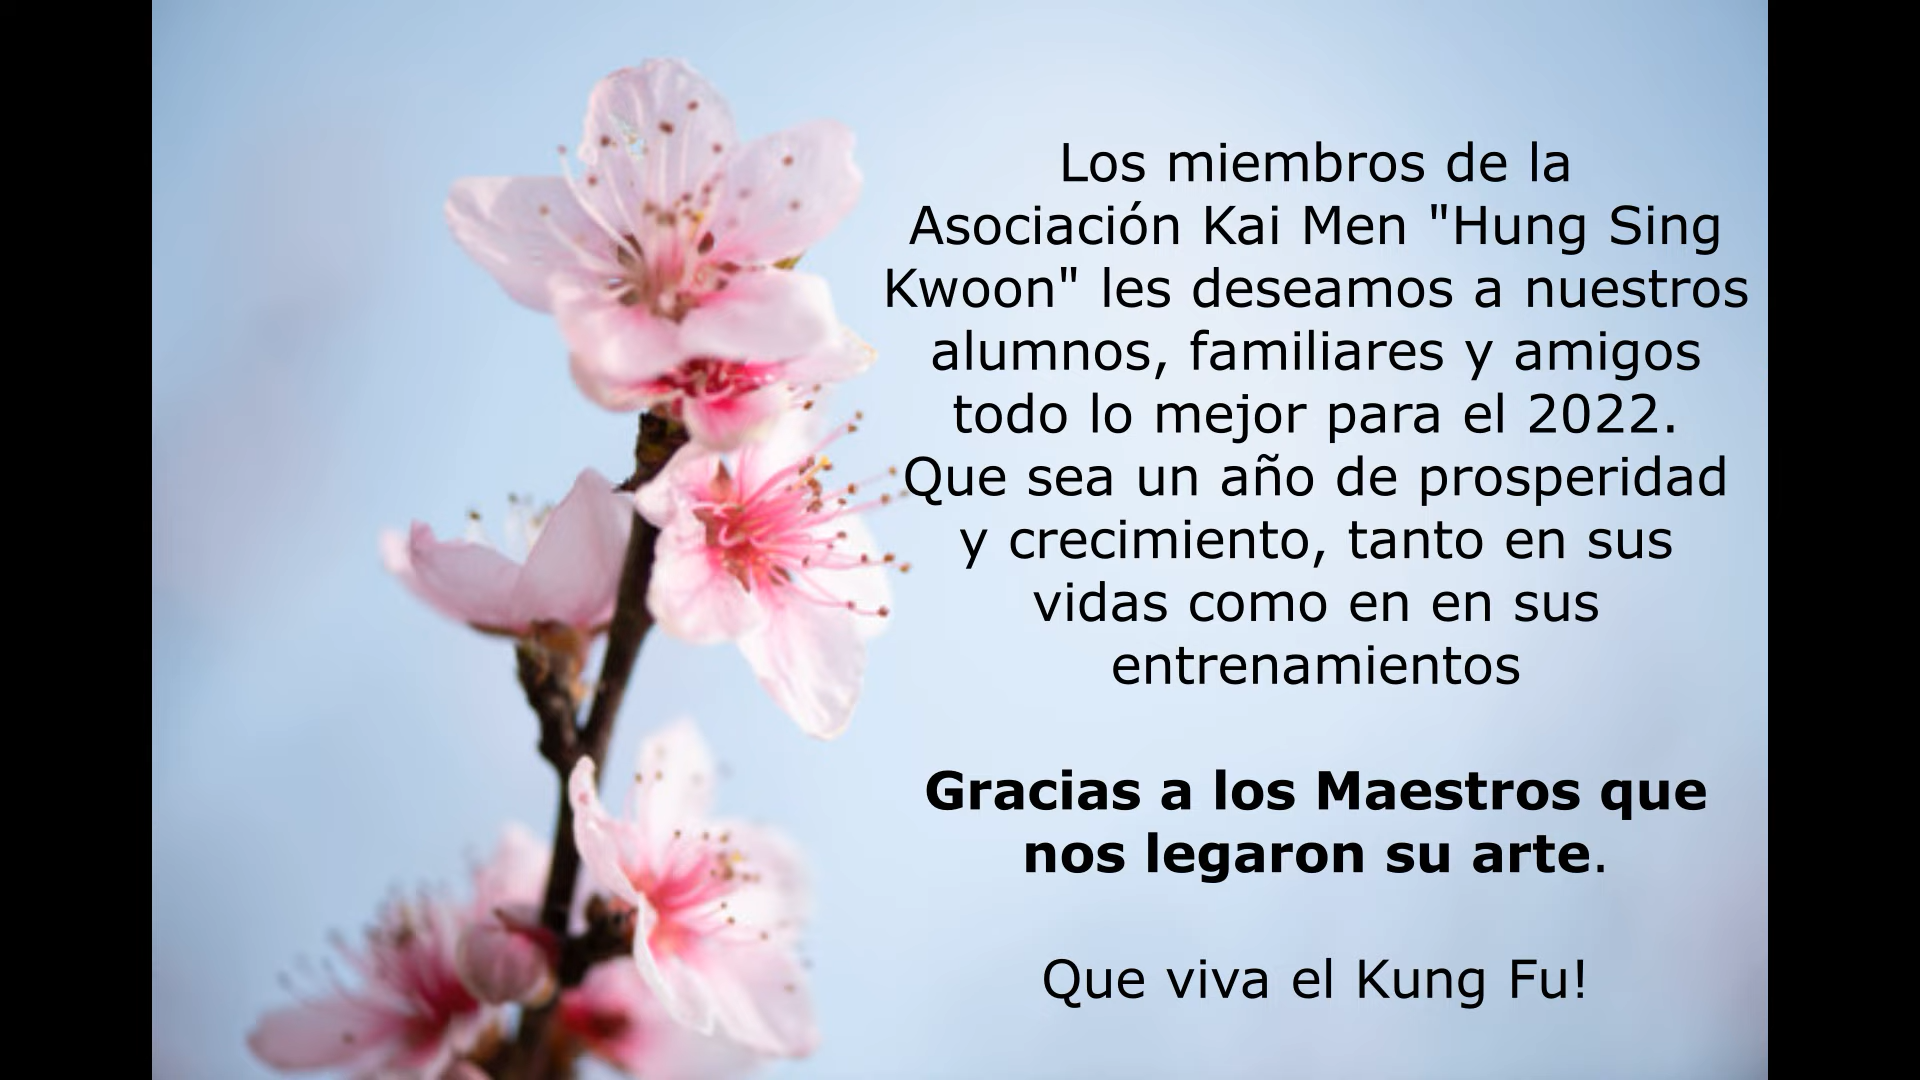 Los miembros de la
Asociación Kai Men "Hung Sing
Kwoon" les deseamos a nuestros
alumnos, familiares y amigos
todo lo mejor para el 2022.
Que sea un año de prosperidad
y crecimiento, tanto en sus
vidas como en en sus
entrenamientos
Gracias a los Maestros que
nos legaron su arte.
Que viva el Kung Fu!